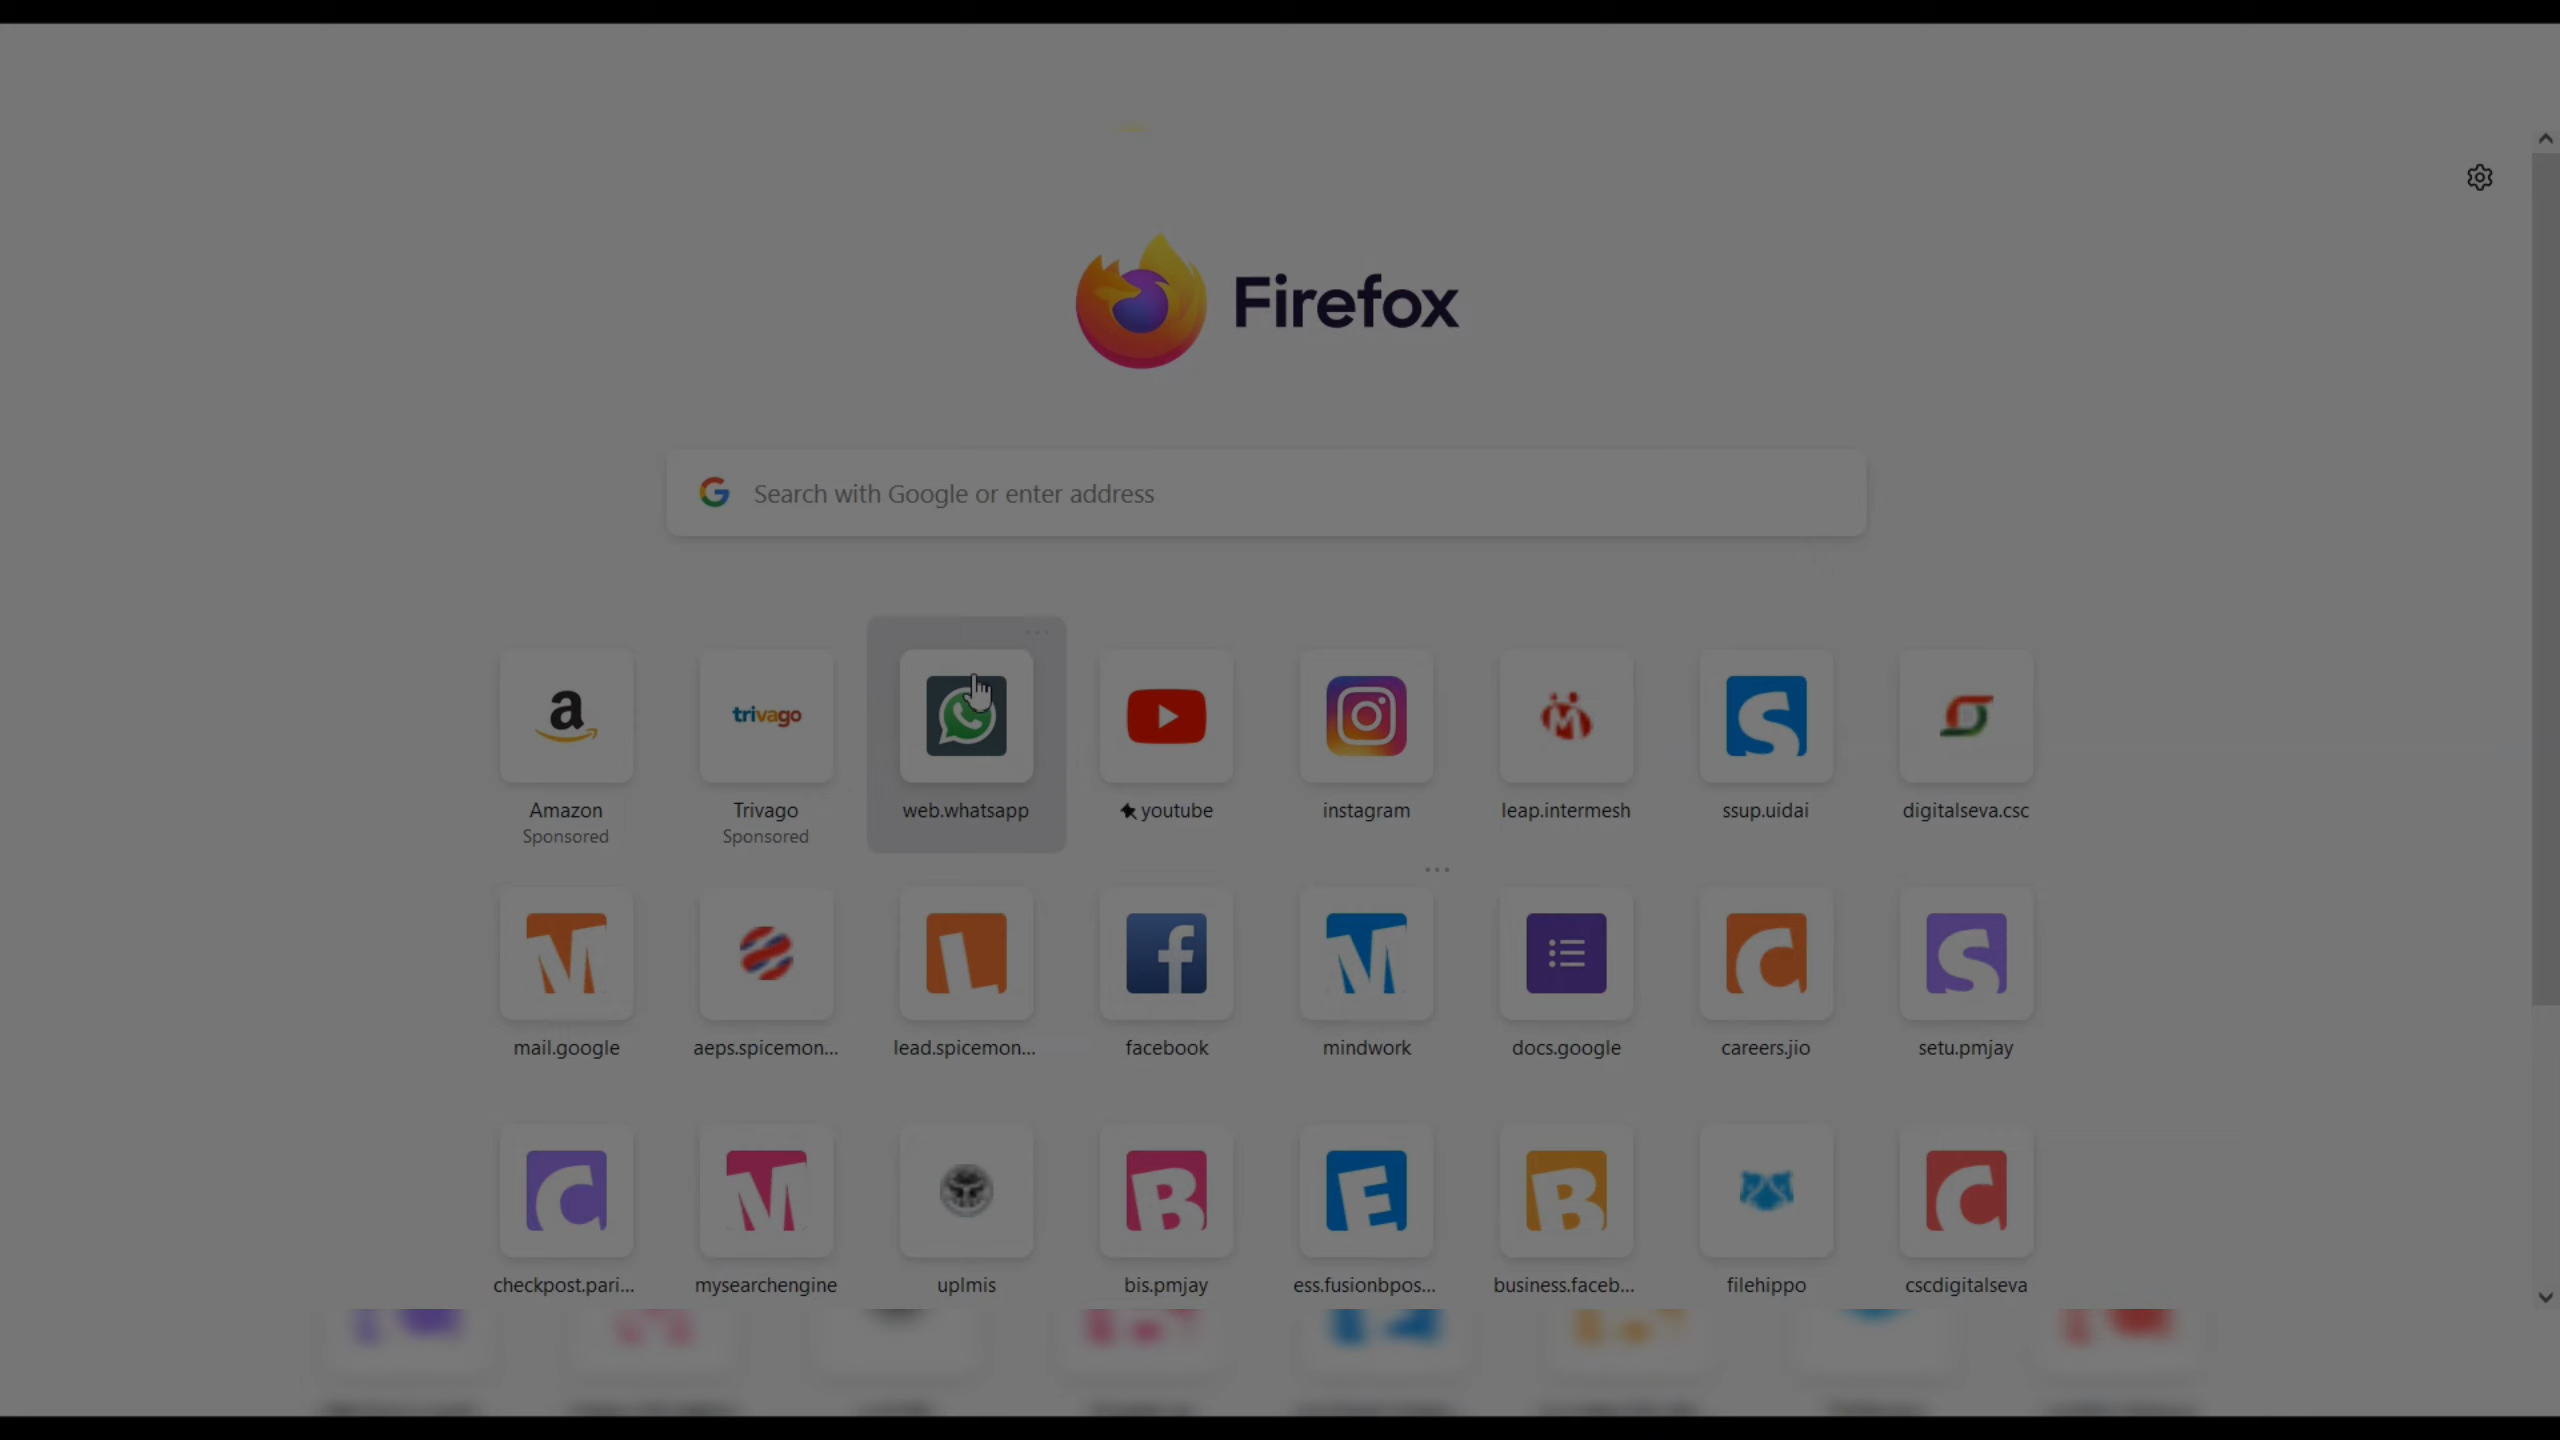 Firefox
Search with Google or enter address
trivago
Amazon
Sponsored
Trivago
Sponsored
web.whatsapp
youtube
instagram
leap.intermesh
ssup.uidai
digitalseva.csc
mail.google
aeps.spicemon...
lead.spicemon...
facebook
mindwork
docs.google
careers.jio
setu.pmjay
checkpost.pari...
mysearchengine
uplmis
bis.pmjay
ess.fusionbpos...
business.faceb...
filehippo
cscdigitalseva